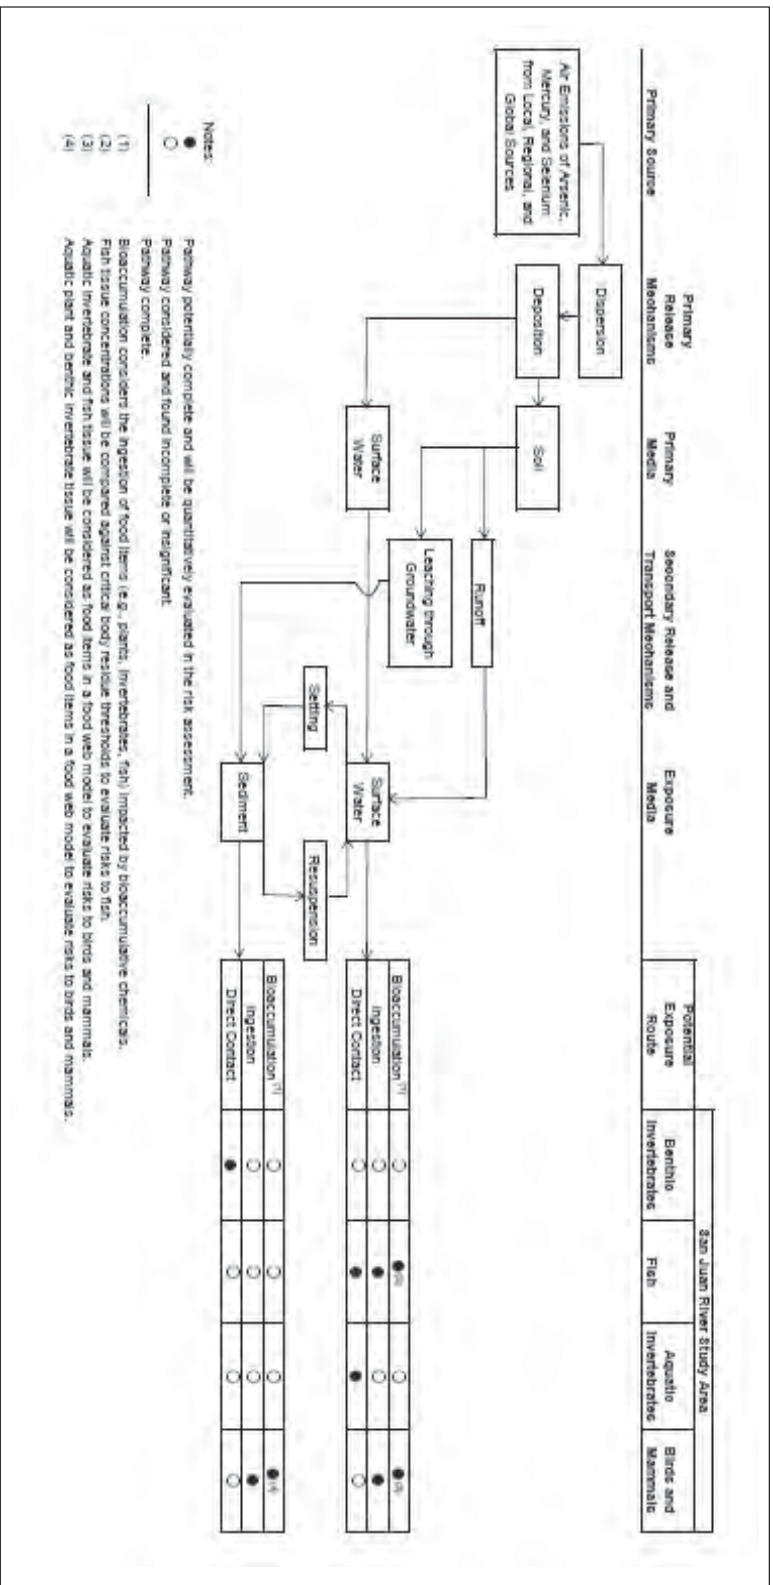 San Juan River Study Area
Primary Source
Primary
Release
Mechanisms
Primary
Media
Secondary Release and
Transport Mechanisms
Exposure
Media
Potential
Exposure
Route
Benthic
Invertebrates
Fish
Aquatic
Invertebrates
Birds and
Mammals
Air Emissions of Arsenic,
Mercury, and Selenium
from Local, Regional, and
Global Sources
Dispersion
Deposition
Soil
Surface
Water
Runoff
Leaching through
Groundwater
Settling
Surface
Water
Sediment
Resuspension
Bioaccumulation (1)
Ingestion
Direct Contact
Bioaccumulation (1)
Ingestion
Direct Contact
Notes:
● Pathway potentially complete and will be quantitatively evaluated in the risk assessment.
○ Pathway considered and found incomplete or insignificant.
Pathway complete.
(1) Bioaccumulation considers the ingestion of food items (e.g., plants, invertebrates, fish) impacted by bioaccumulative chemicals.
(2) Fish tissue concentrations will be compared against critical body residue thresholds to evaluate risks to fish.
(3) Aquatic invertebrate and fish tissue will be considered as food items in a food web model to evaluate risks to birds and mammals.
(4) Aquatic plant and benthic invertebrate tissue will be considered as food items in a food web model to evaluate risks to birds and mammals.